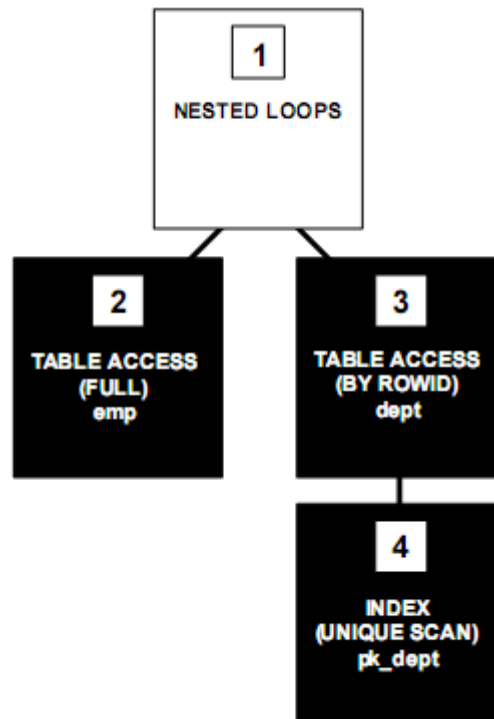 1
NESTED LOOPS
2
TABLE ACCESS
(FULL)
emp
3
TABLE ACCESS
(BY ROWID)
dept
4
INDEX
(UNIQUE SCAN)
pk_dept